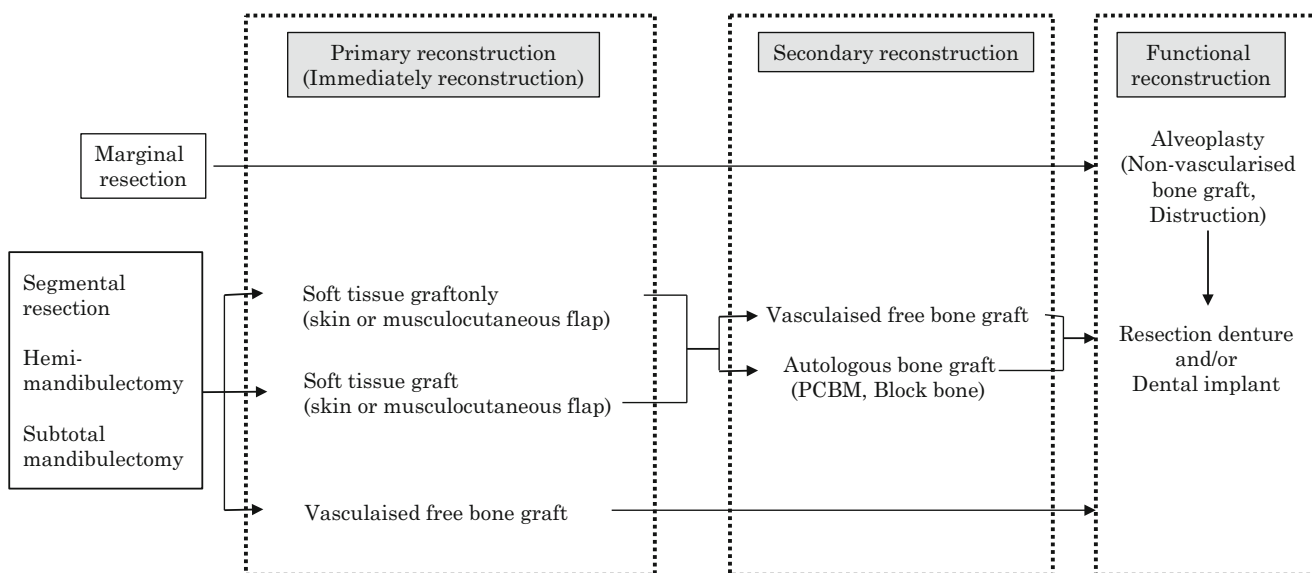 Primary reconstruction
(Immediately reconstruction)
Secondary reconstruction
Functional
reconstruction
Marginal
resection
Alveoplasty
(Non-vascularised
bone graft,
Distruction)
Segmental
resection
Hemi-
mandibulectomy
Subtotal
mandibulectomy
Soft tissue graftonly
(skin or musculocutaneous flap)
Soft tissue graft
(skin or musculocutaneous flap)
Vasculaised free bone graft
Vasculaised free bone graft
Autologous bone graft
(PCBM, Block bone)
Resection denture
and/or
Dental implant